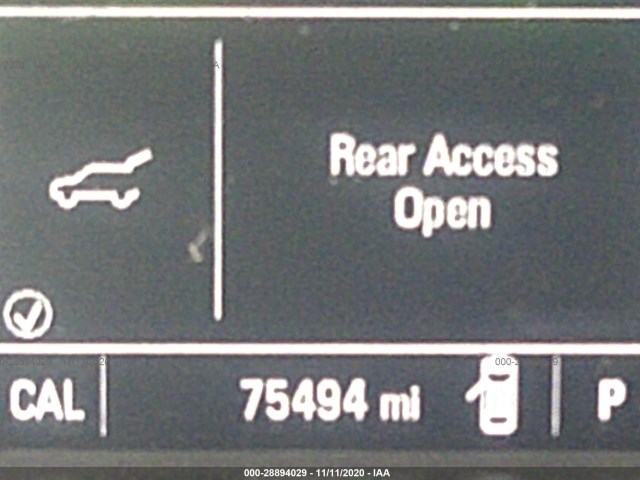 Rear Access
Open
CAL 75494 mi P
000-28894029 - 11/11/2020 - IAA